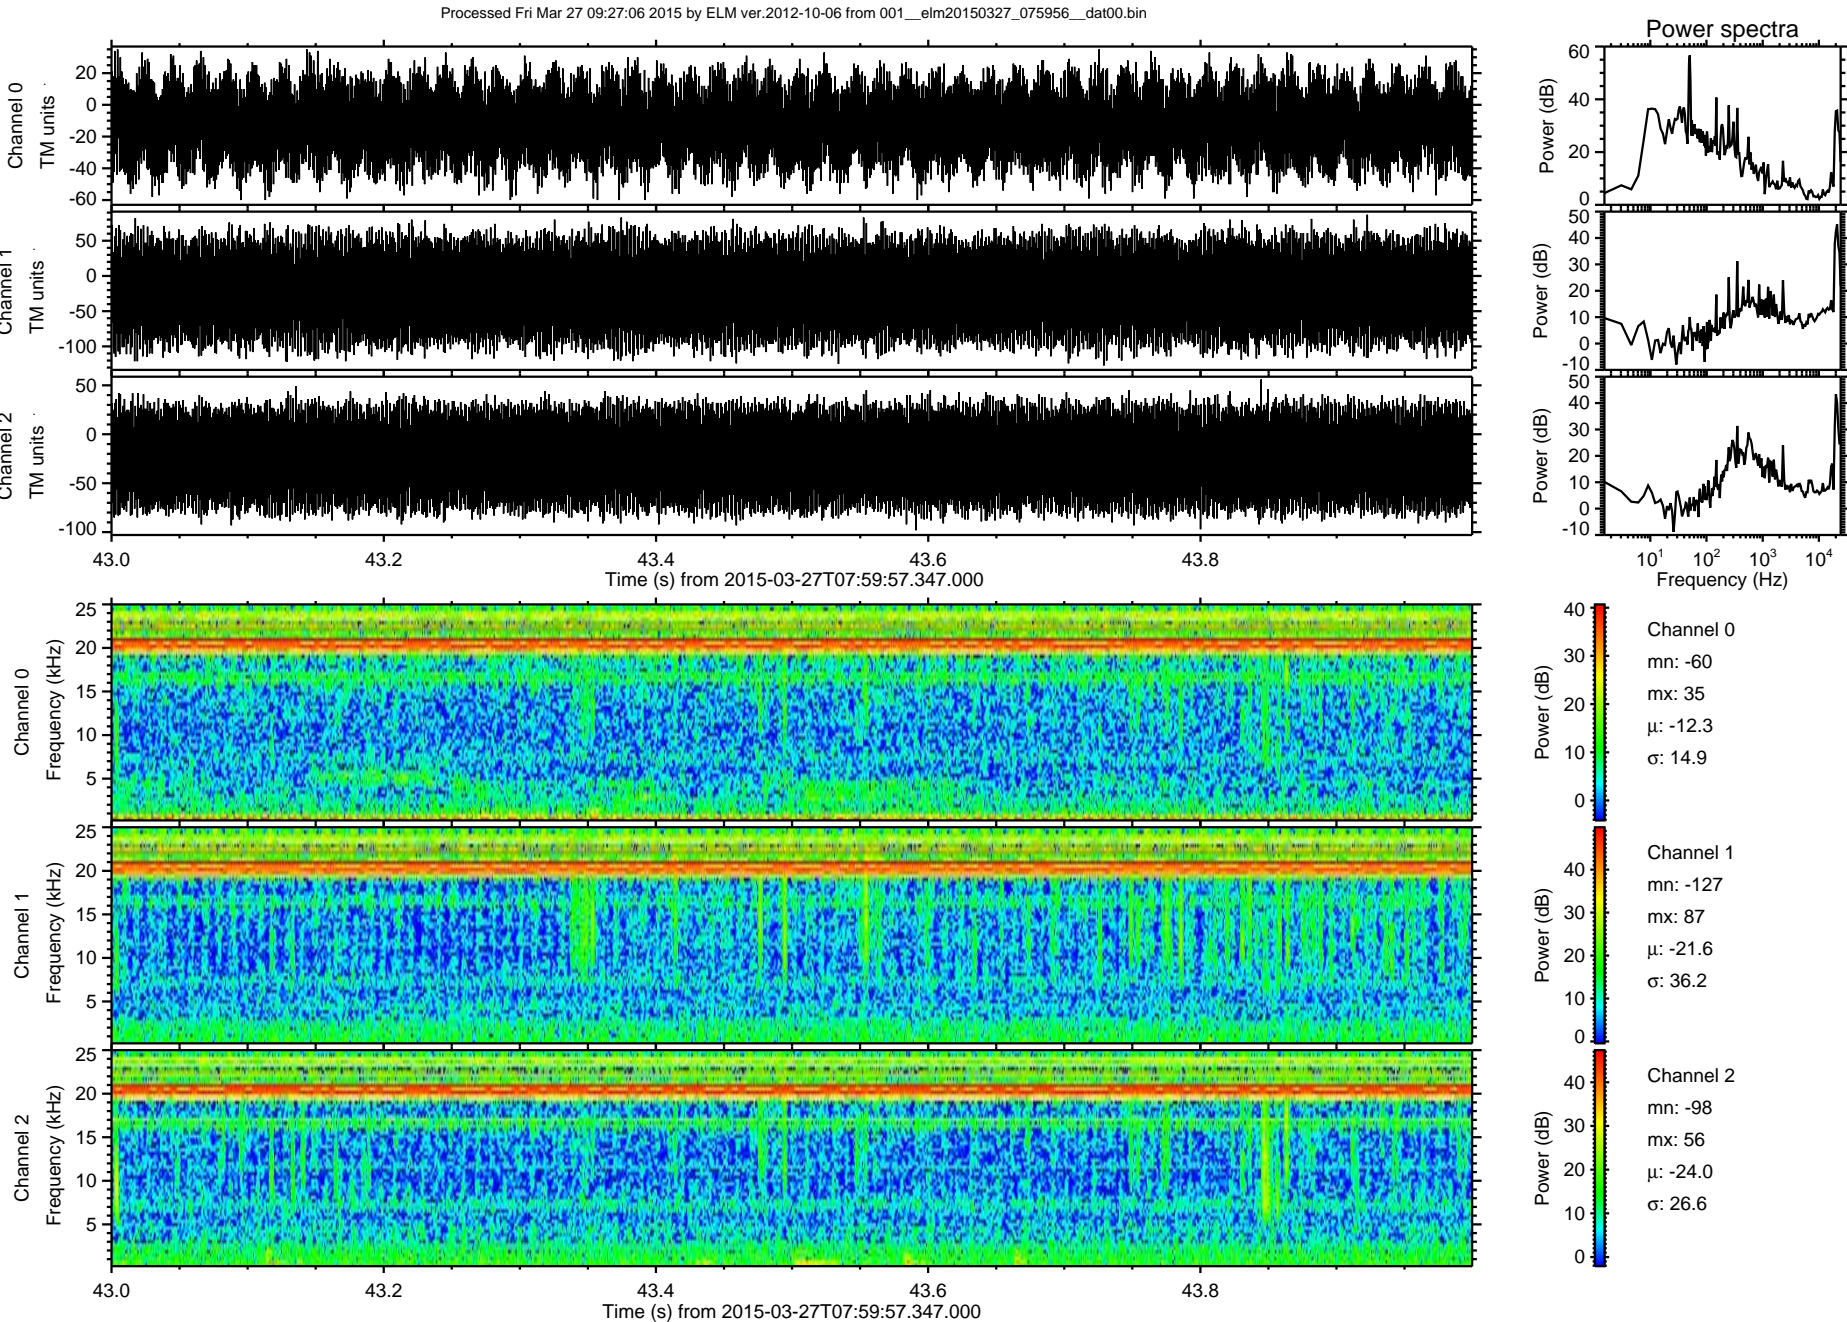 Processed Fri Mar 27 09:27:06 2015 by ELM ver.2012-10-06 from 001__elm20150327_075956__dat00.bin
Power spectra
Channel 0
TM units
20
0
-20
-40
-60
Power (dB)
60
40
20
0
Channel 1
TM units
50
0
-50
-100
Power (dB)
50
40
30
20
10
0
-10
Channel 2
TM units
50
0
-50
-100
Power (dB)
50
40
30
20
10
0
-10
43.0 43.2 43.4 43.6 43.8
Time (s) from 2015-03-27T07:59:57.347.000
10^1 10^2 10^3 10^4
Frequency (Hz)
Channel 0
Frequency (kHz)
25
20
15
10
5
Power (dB)
40
30
20
10
0
Channel 0
mn: -60
mx: 35
μ: -12.3
σ: 14.9
Channel 1
Frequency (kHz)
25
20
15
10
5
Power (dB)
40
30
20
10
0
Channel 1
mn: -127
mx: 87
μ: -21.6
σ: 36.2
Channel 2
Frequency (kHz)
25
20
15
10
5
Power (dB)
40
30
20
10
0
Channel 2
mn: -98
mx: 56
μ: -24.0
σ: 26.6
43.0 43.2 43.4 43.6 43.8
Time (s) from 2015-03-27T07:59:57.347.000